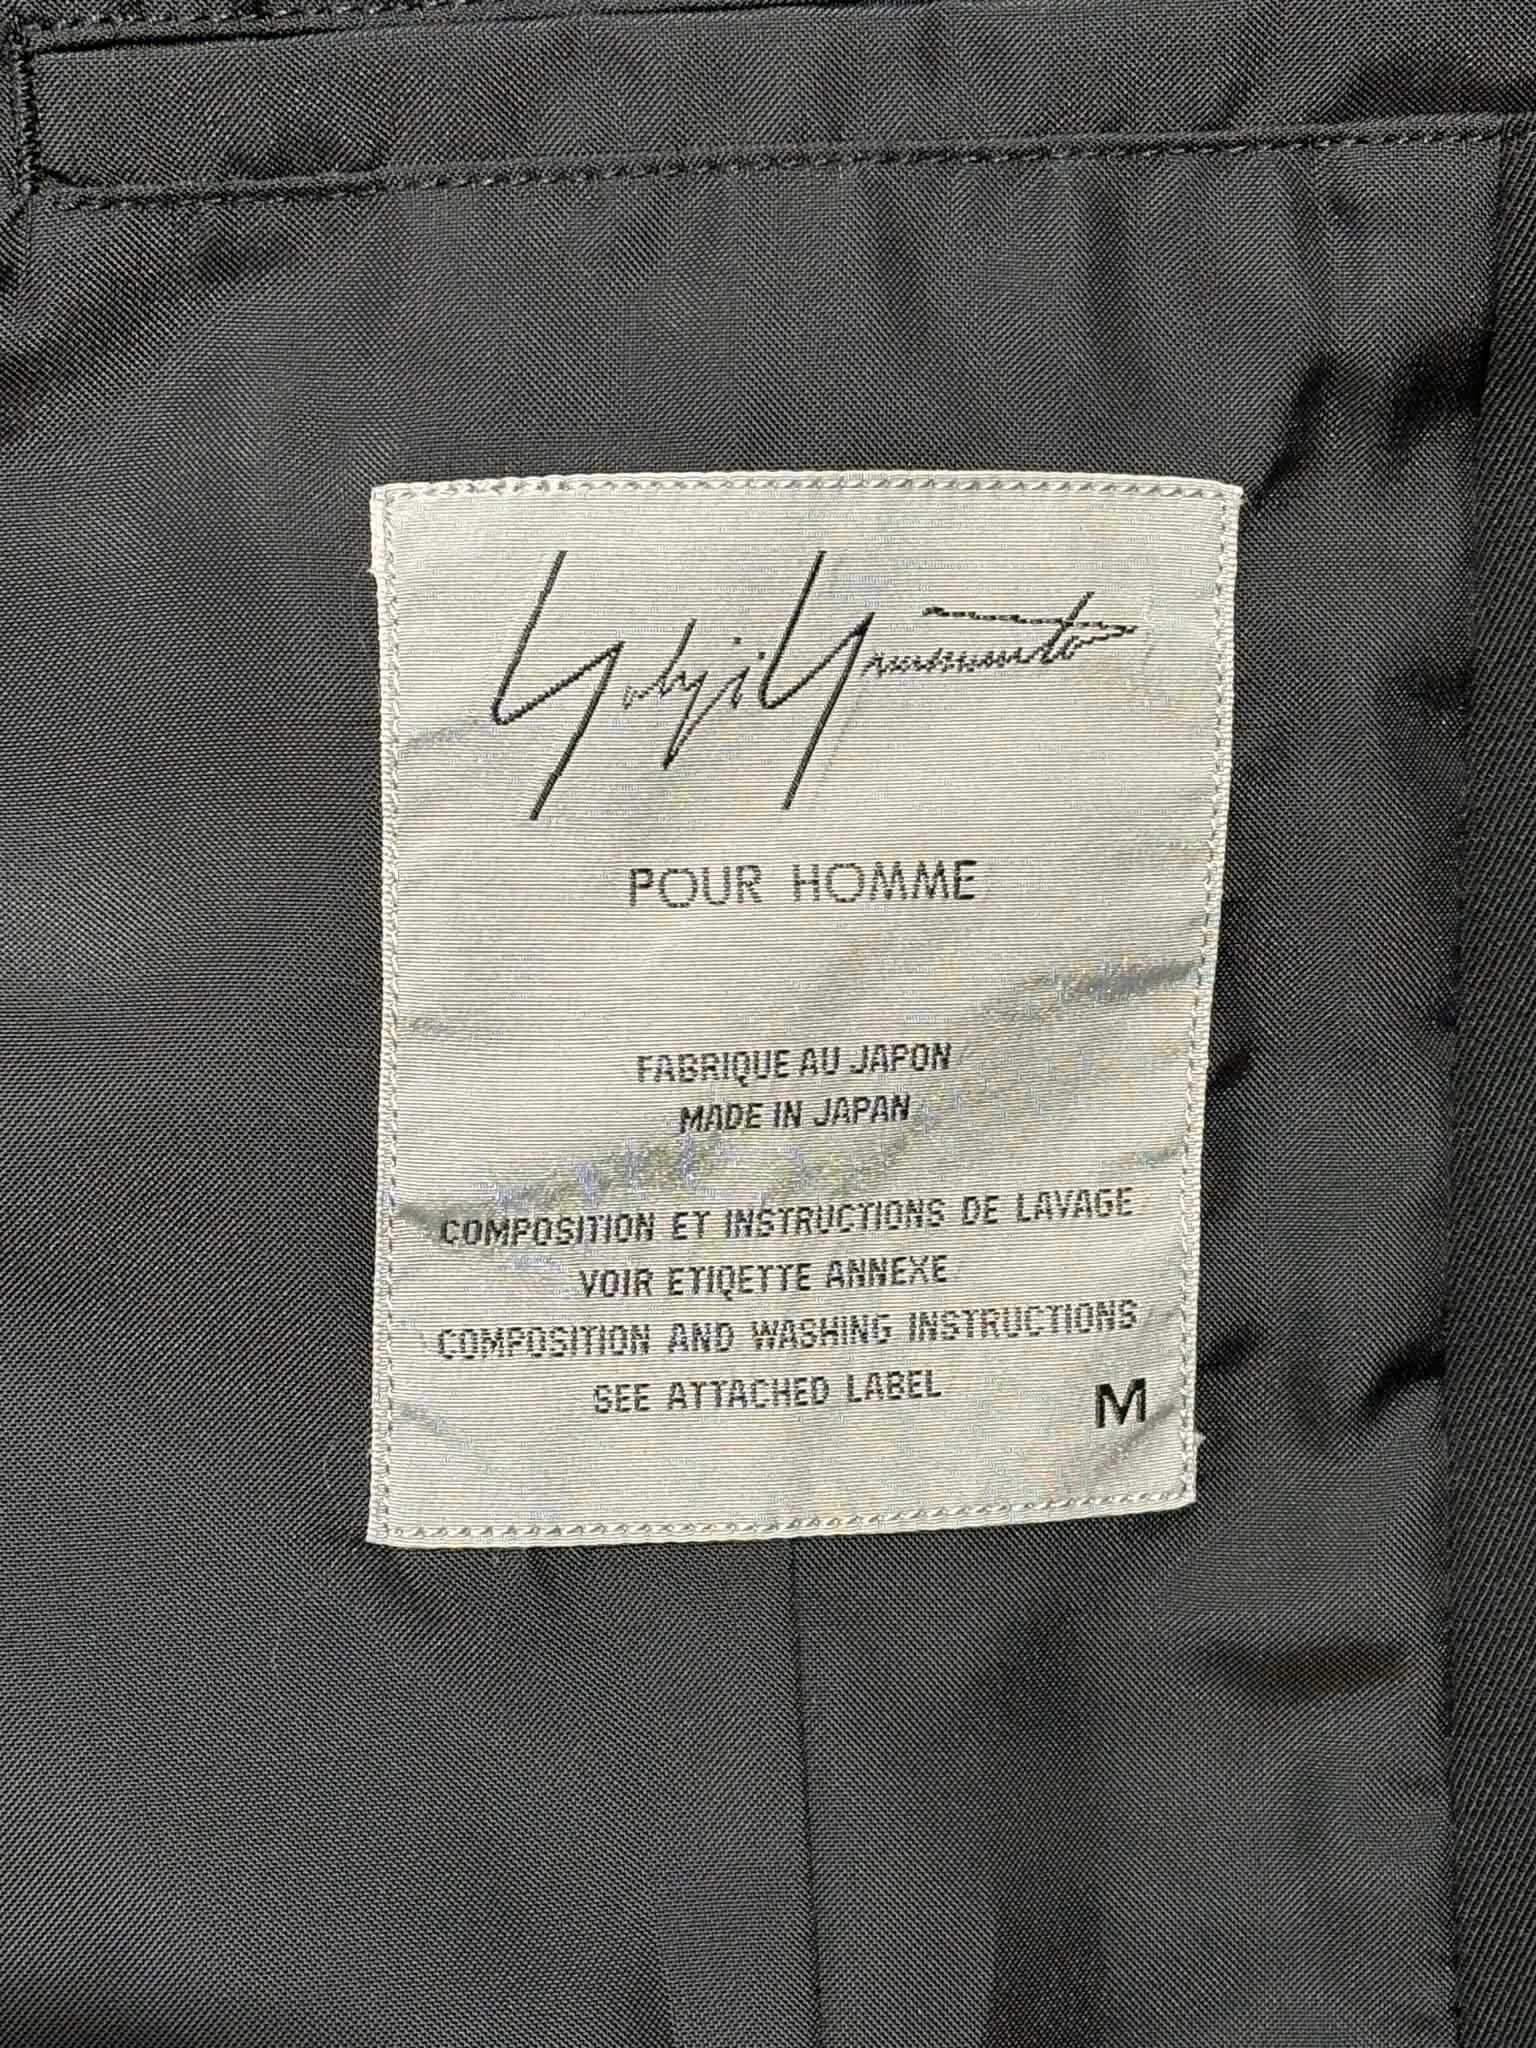 Yohji Yamamoto
POUR HOMME
FABRIQUE AU JAPON
MADE IN JAPAN
COMPOSITION ET INSTRUCTIONS DE LAVAGE
VOIR ETIQETTE ANNEXE
COMPOSITION AND WASHING INSTRUCTIONS
SEE ATTACHED LABEL
M